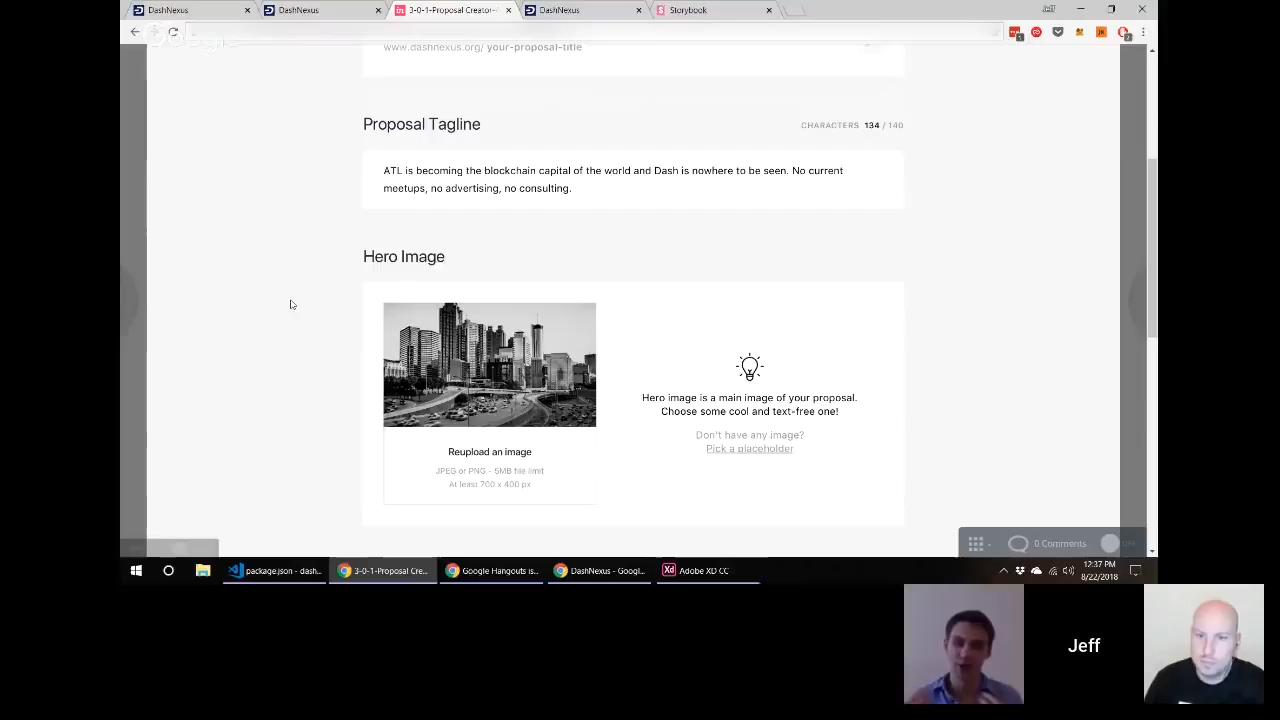 DashNexus
DashNexus
3-0-1-Proposal Creator-
DashNexus
Storybook
Jeff
Google
www.dashnexus.org/ your-proposal-title
Proposal Tagline
CHARACTERS 134 / 140
ATL is becoming the blockchain capital of the world and Dash is nowhere to be seen. No current
meetups, no advertising, no consulting.
Hero Image
Hero image is a main image of your proposal.
Choose some cool and text-free one!
Don't have any image?
Pick a placeholder
Reupload an image
JPEG or PNG - 5MB file limit
At least 700 x 400 px
0 Comments
OFF
package.json - dash...
3-0-1-Proposal Cre...
Google Hangouts is...
DashNexus - Googl...
Xd
Adobe XD CC
12:37 PM
8/22/2018
Jeff